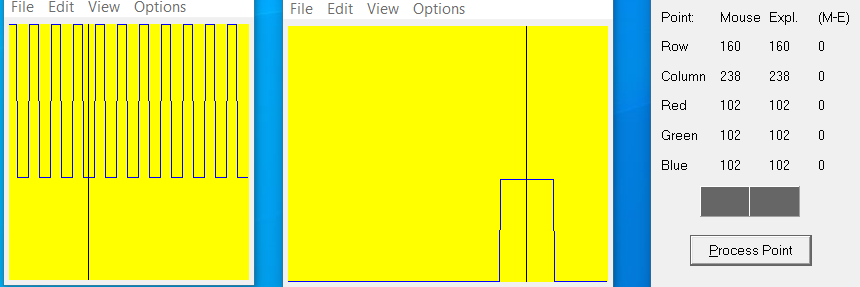 File Edit View Options
File Edit View Options
Point: Mouse Expl. (M-E)
Row 160 160 0
Column 238 238 0
Red 102 102 0
Green 102 102 0
Blue 102 102 0
Process Point